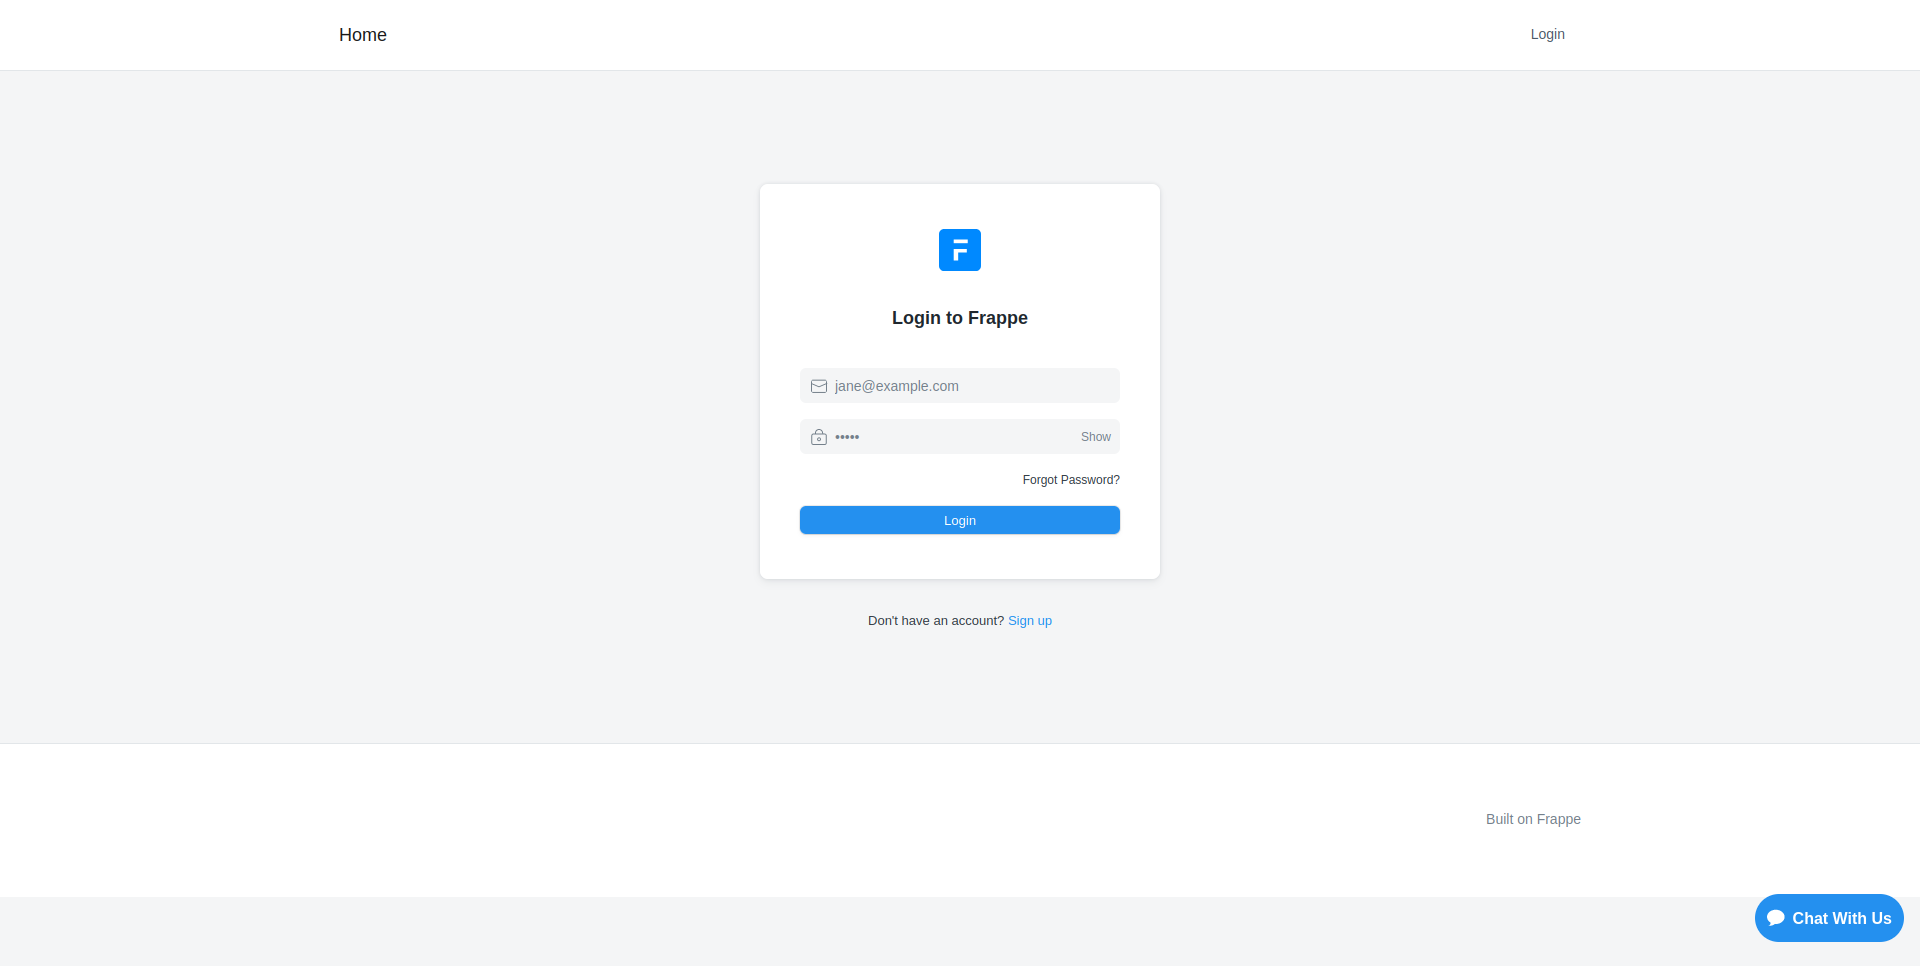 Home
Login
Login to Frappe
jane@example.com
•••••
Show
Forgot Password?
Login
Don't have an account? Sign up
Built on Frappe
Chat With Us